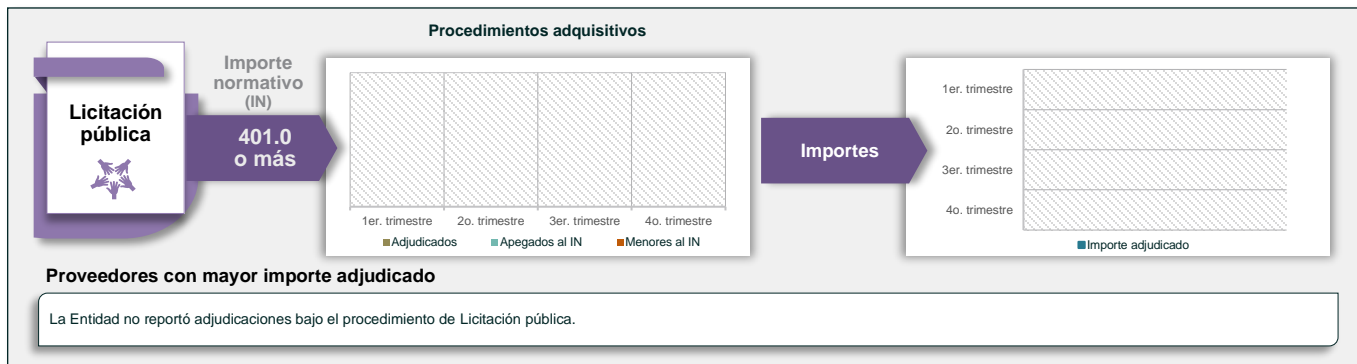 Procedimientos adquisitivos
Licitación
pública
Importe
normativo
(IN)
401.0
o más
1er. trimestre 2o. trimestre 3er. trimestre 4o. trimestre
Adjudicados Apegados al IN Menores al IN
Importes
1er. trimestre
2o. trimestre
3er. trimestre
4o. trimestre
Importe adjudicado
Proveedores con mayor importe adjudicado
La Entidad no reportó adjudicaciones bajo el procedimiento de Licitación pública.